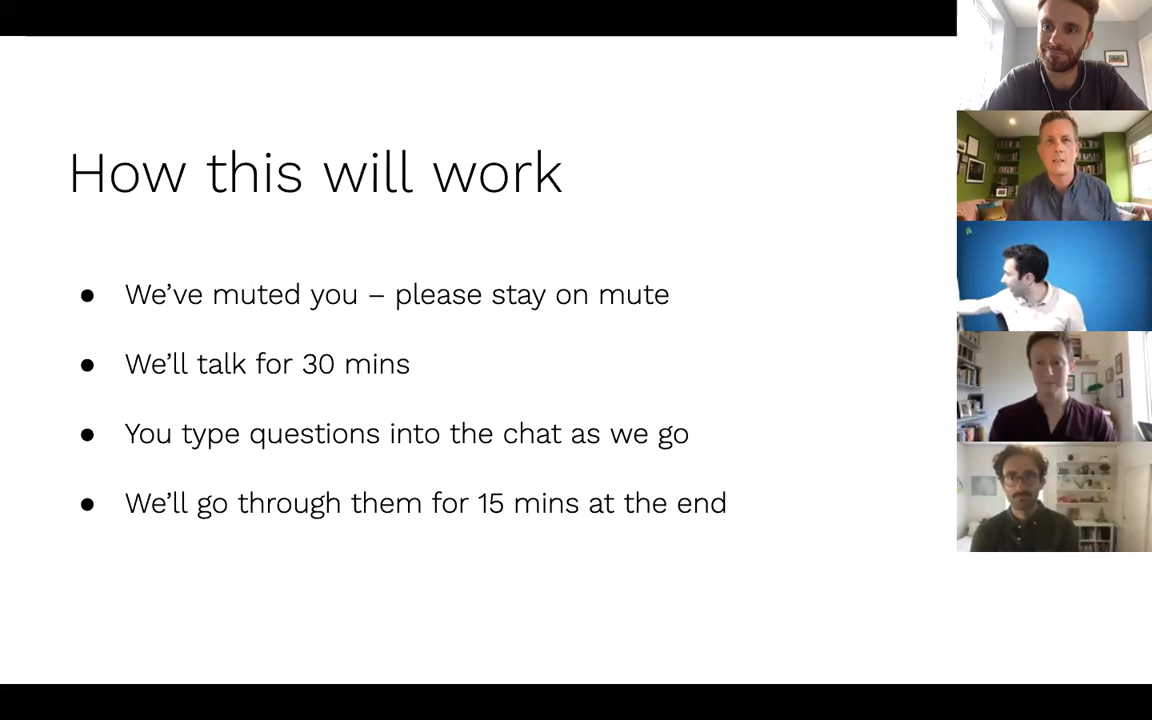 How this will work
● We've muted you – please stay on mute
● We'll talk for 30 mins
● You type questions into the chat as we go
● We'll go through them for 15 mins at the end